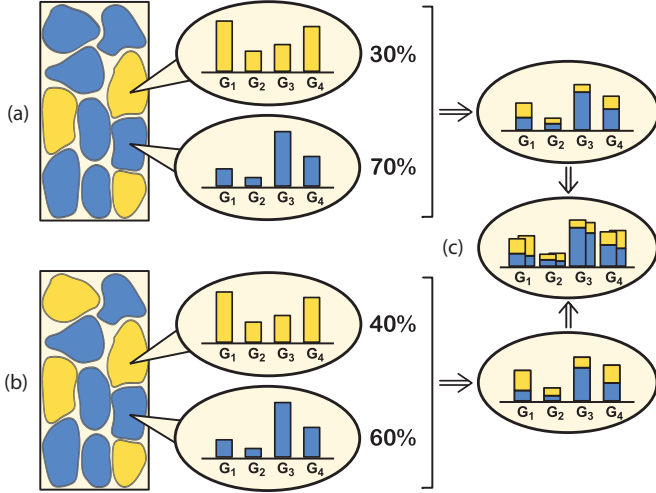 (a)
G₁ G₂ G₃ G₄
30%
G₁ G₂ G₃ G₄
70%
G₁ G₂ G₃ G₄
(c)
G₁ G₂ G₃ G₄
(b)
G₁ G₂ G₃ G₄
40%
G₁ G₂ G₃ G₄
60%
G₁ G₂ G₃ G₄